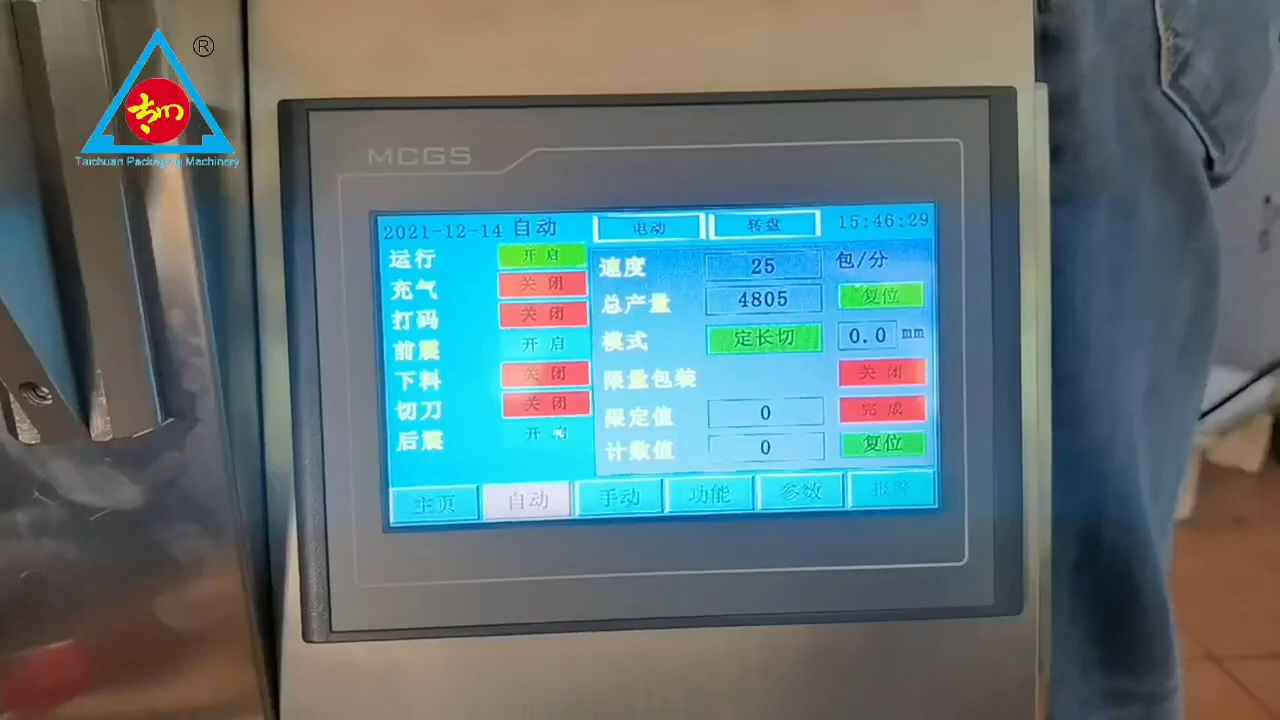 ®
Taichuan Packaging Machinery
MCGS
2021-12-14 自动 电动 转盘 15:46:29
运行 开启 速度 25 包/分
充气 关闭 总产量 4805 复位
打码 关闭 模式 定长切 0.0 mm
前震 开启 限量包装 关闭
下料 关闭 限定值 0 完成
切刀 关闭 计数值 0 复位
后震 开启
主页 自动 手动 功能 参数 报警